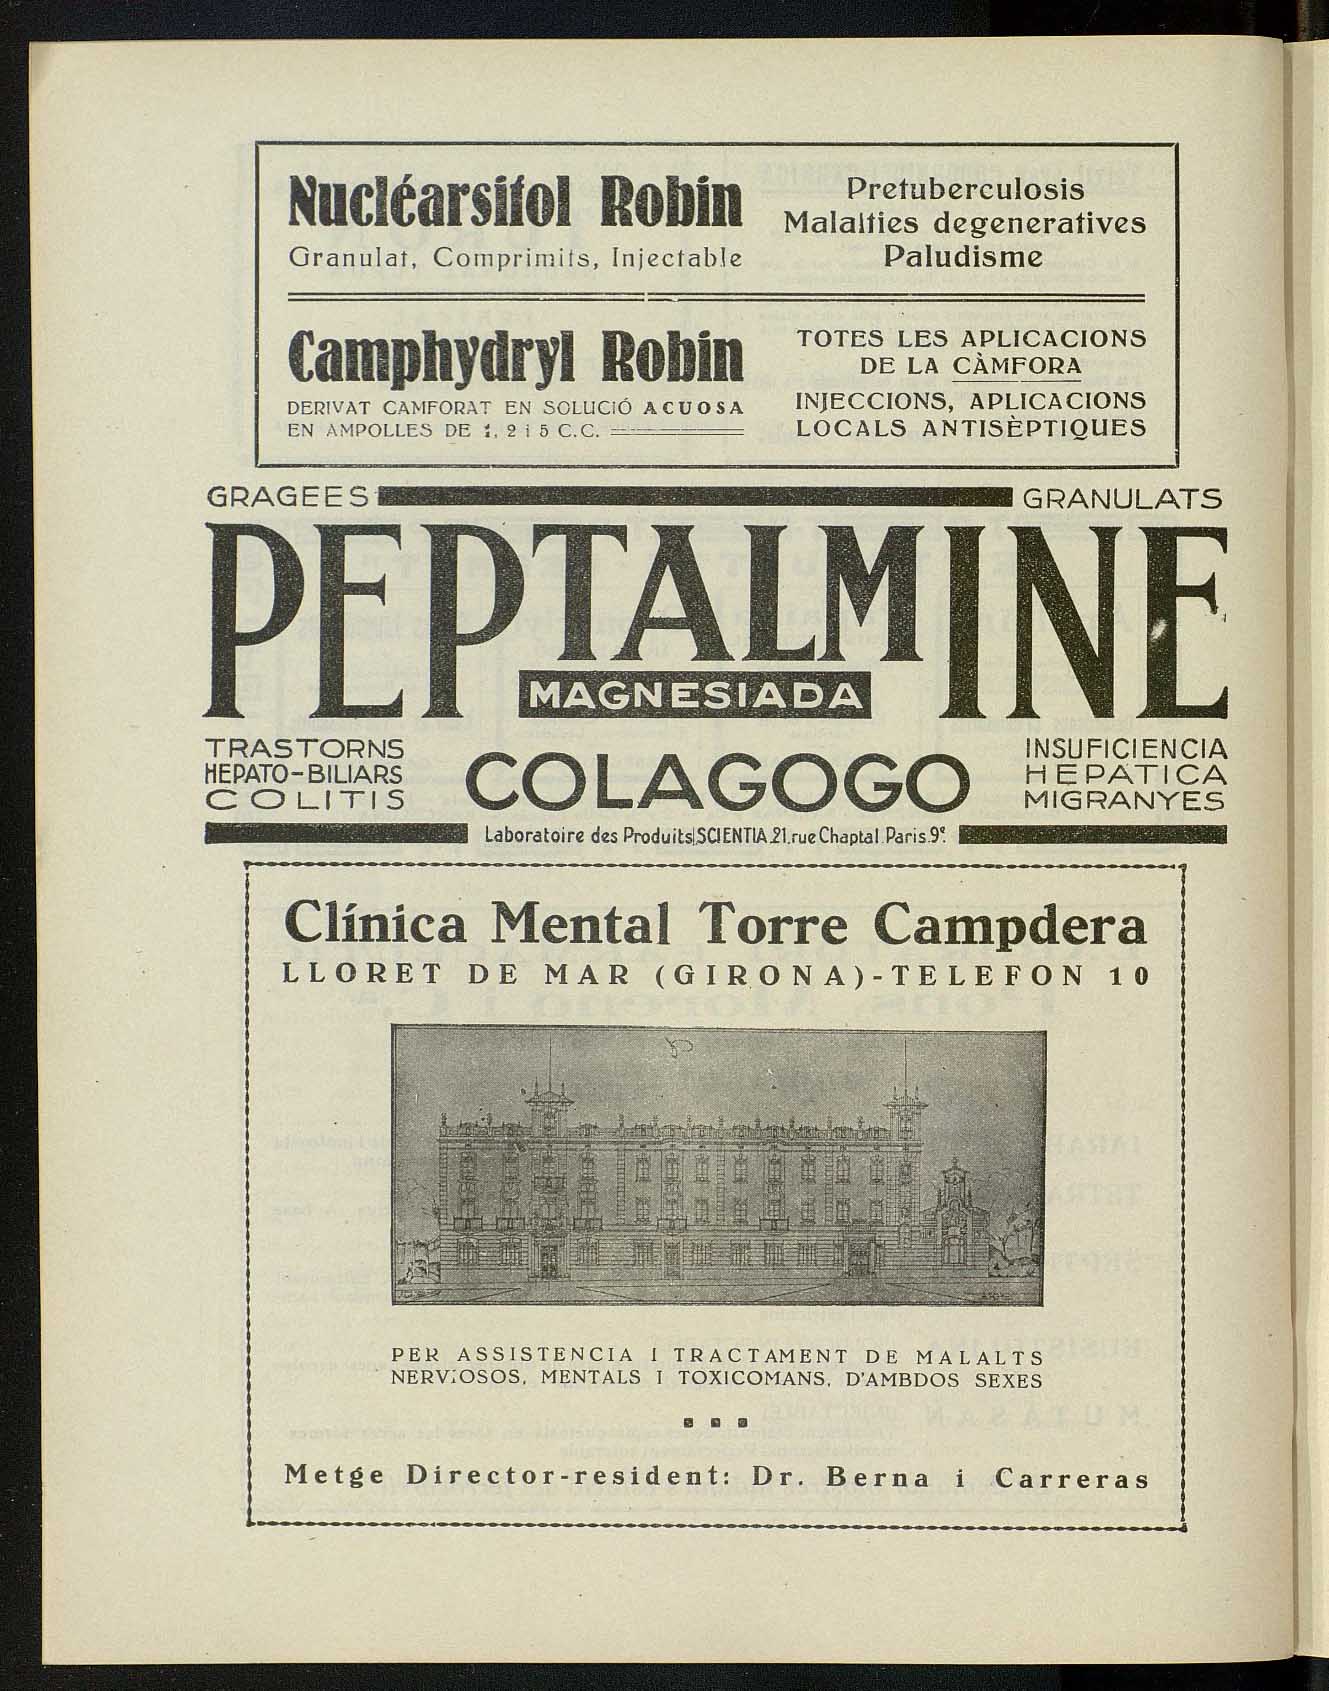 Nucléarsitol Robin
Granulat, Comprimits, Injectable
Pretuberculosis
Malalties degeneratives
Paludisme
Camphydryl Robin
DERIVAT CAMFORAT EN SOLUCIÓ ACUOSA
EN AMPOLLES DE 1, 2 i 5 C.C.
TOTES LES APLICACIONS
DE LA CÀMFORA
INJECCIONS, APLICACIONS
LOCALS ANTISÈPTIQUES
GRAGEES GRANULATS
PEPTALMINE
MAGNESIADA
TRASTORNS
HEPATO-BILIARS
COLITIS
COLAGOGO
INSUFICIENCIA
HEPÀTICA
MIGRANYES
Laboratoire des Produits SCIENTIA.21.rue Chaptal.Paris.9e.
Clínica Mental Torre Campdera
LLORET DE MAR (GIRONA)-TELEFON 10
PER ASSISTENCIA I TRACTAMENT DE MALALTS
NERVIOSOS, MENTALS I TOXICOMANS, D'AMBDOS SEXES
Metge Director-resident: Dr. Berna i Carreras